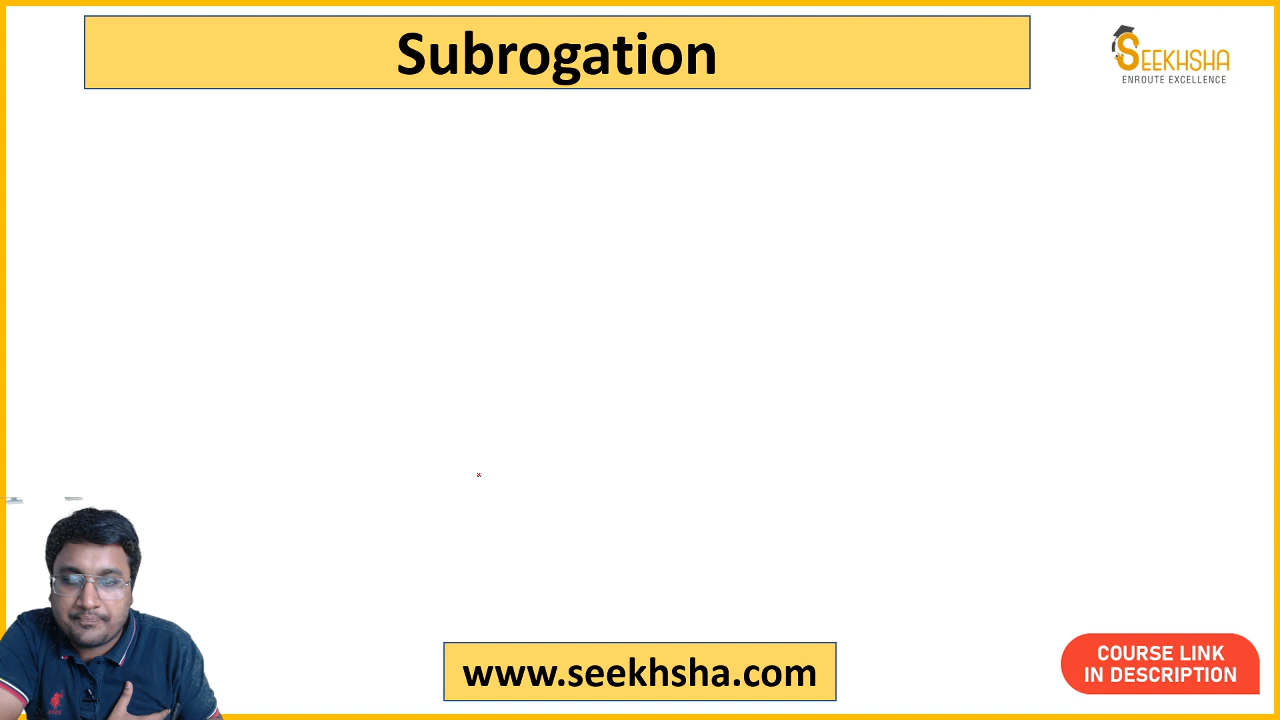 Subrogation
SEEKHSHA
ENROUTE EXCELLENCE
www.seekhsha.com
COURSE LINK
IN DESCRIPTION